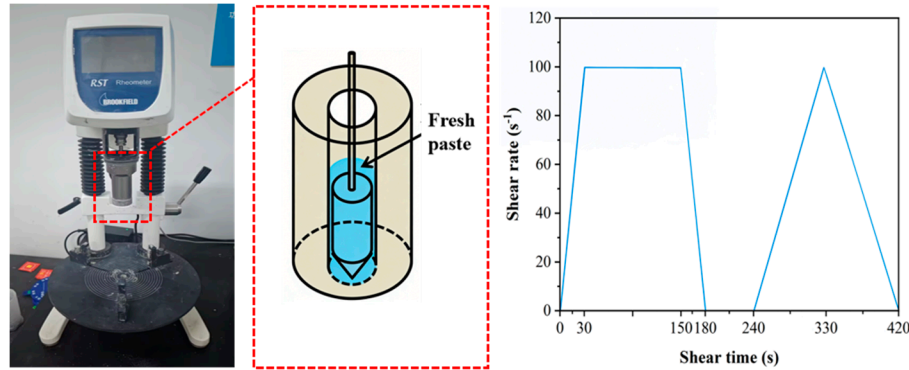 RST Rheometer
BROOKFIELD
Fresh
paste
Shear rate (s⁻¹)
120
100
80
60
40
20
0
0 30 150 180 240 330 420
Shear time (s)